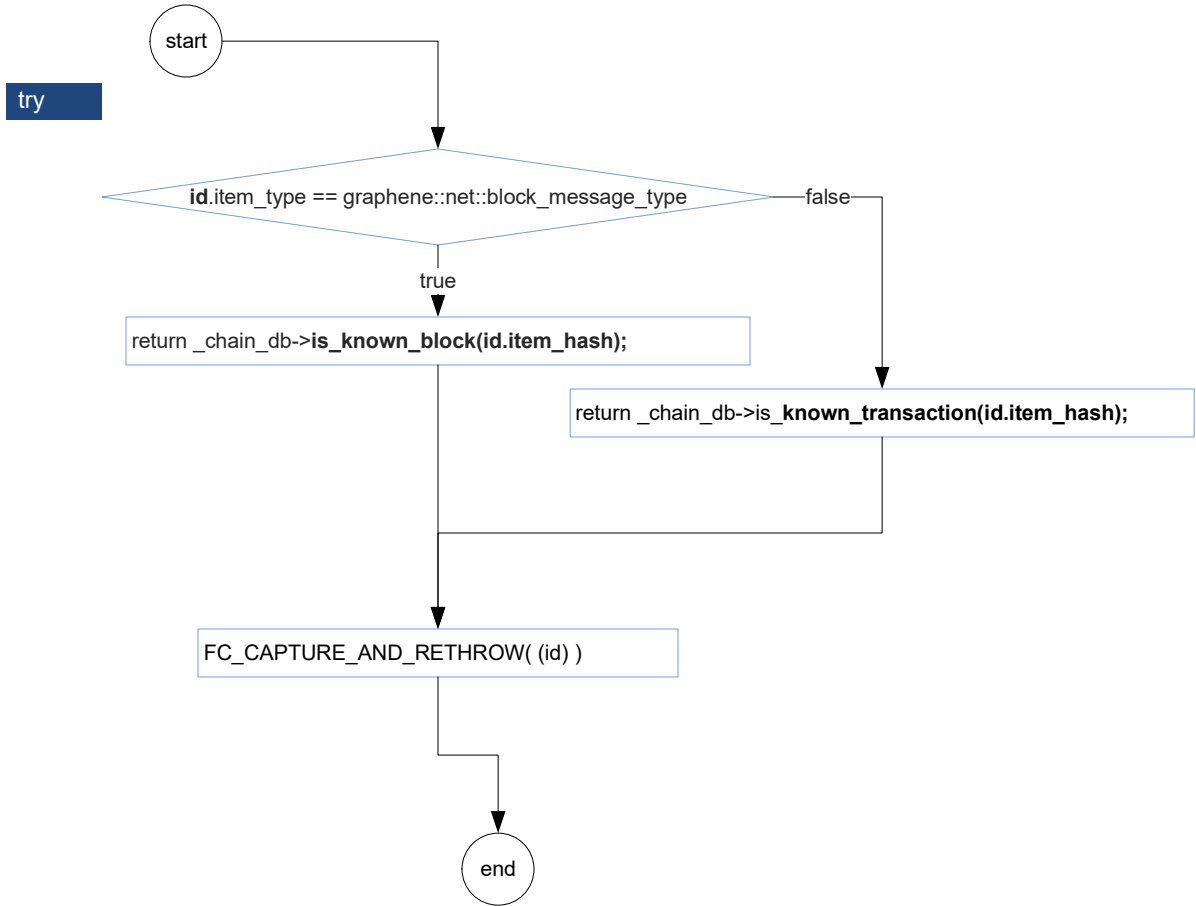 start
try
id.item_type == graphene::net::block_message_type
false
true
return _chain_db->is_known_block(id.item_hash);
return _chain_db->is_known_transaction(id.item_hash);
FC_CAPTURE_AND_RETHROW( (id) )
end